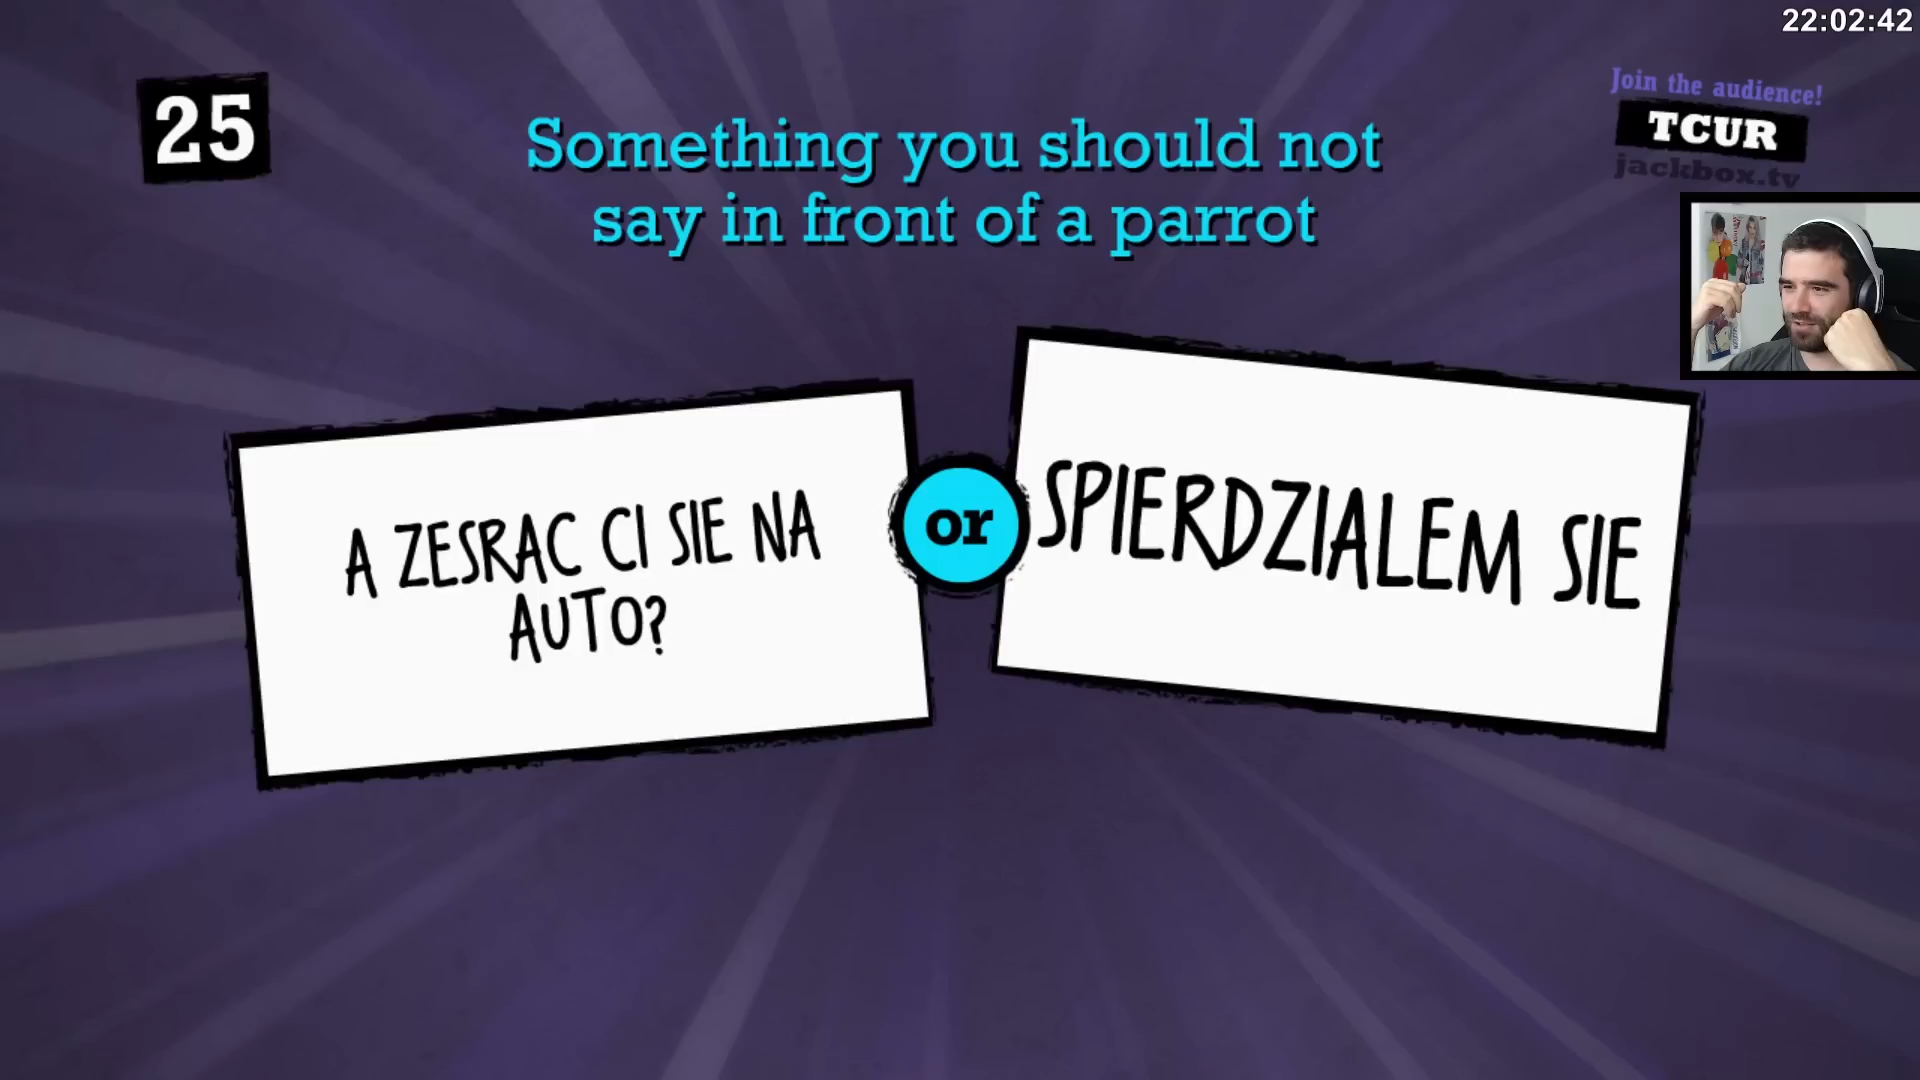 22:02:42
25
Something you should not
say in front of a parrot
Join the audience!
TCUR
jackbox.tv
A ZESRAC CI SIE NA
AUTO?
or
SPIERDZIALEM SIE